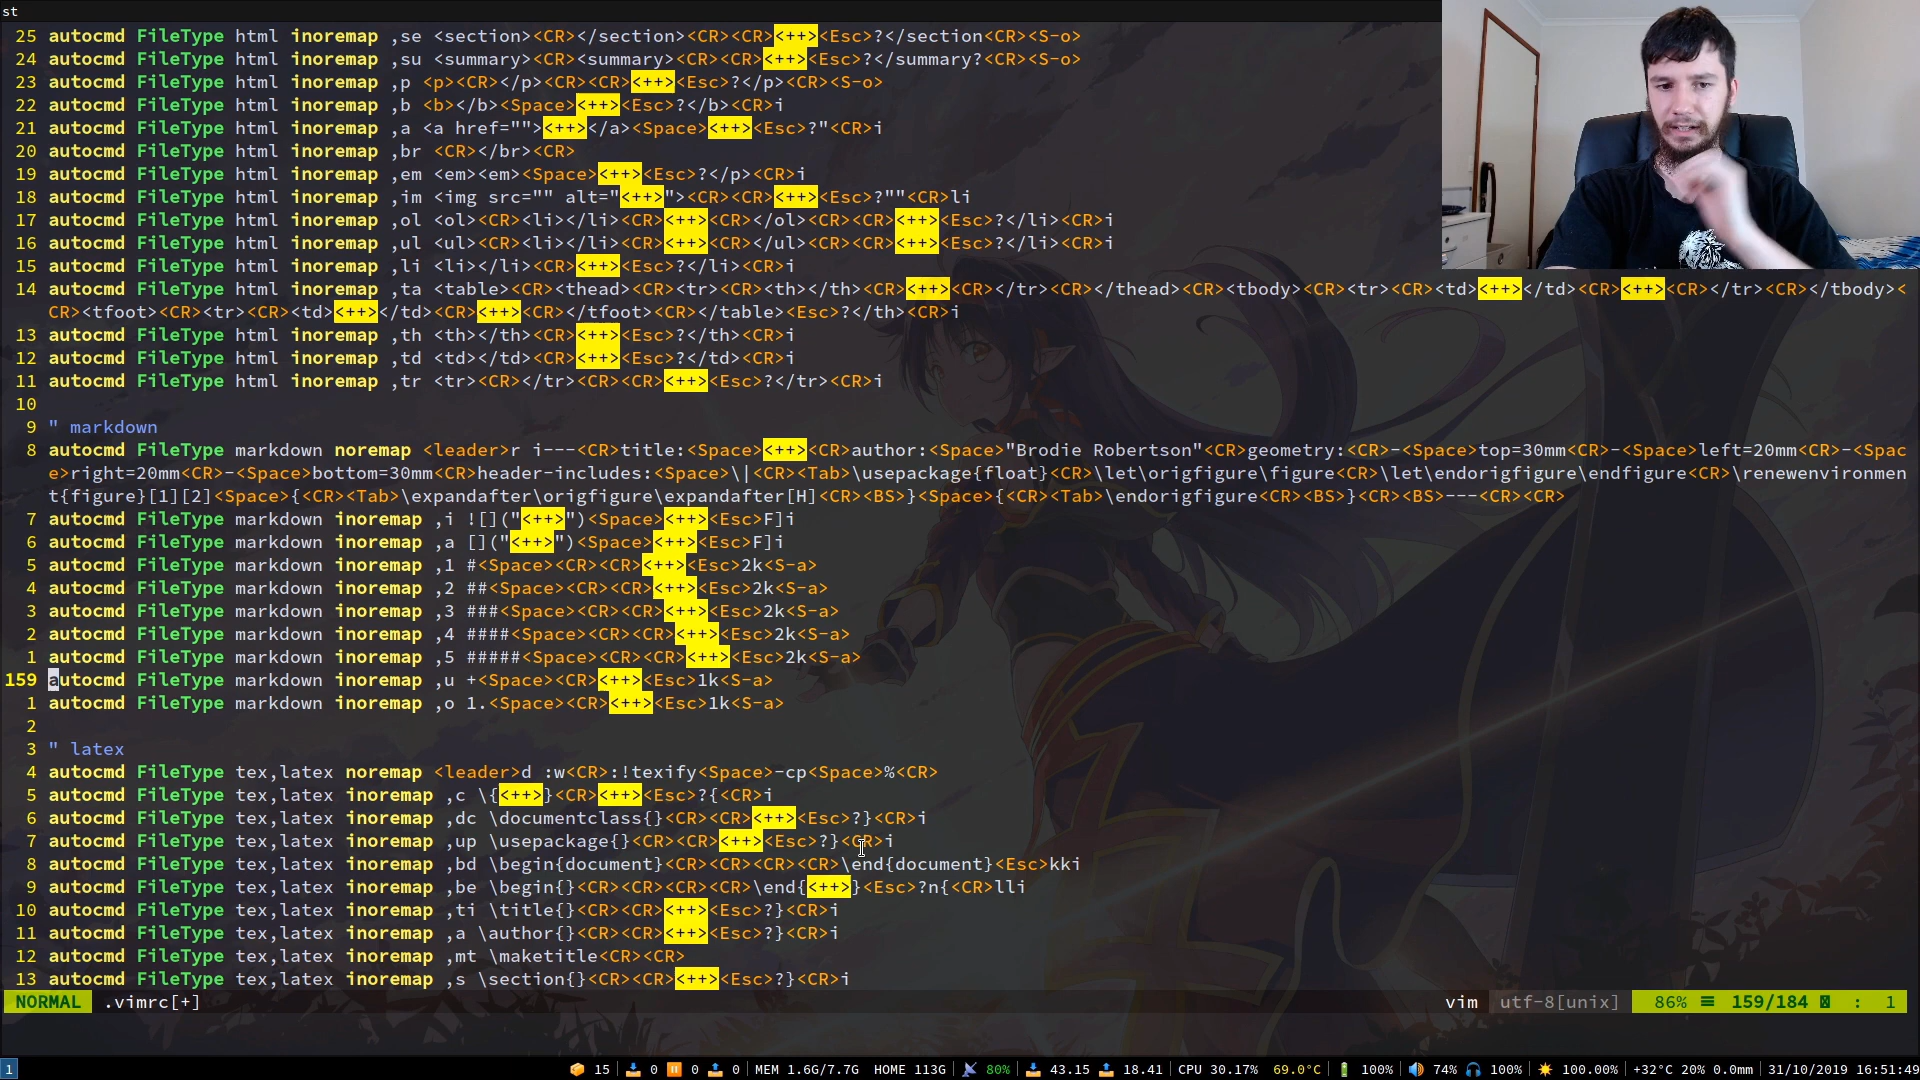 st
25 autocmd FileType html inoremap ,se <section><CR></section><CR><CR><++><Esc>?</section<CR><S-o>
24 autocmd FileType html inoremap ,su <summary><CR><summary><CR><CR><++><Esc>?</summary?<CR><S-o>
23 autocmd FileType html inoremap ,p <p><CR></p><CR><CR><++><Esc>?</p><CR><S-o>
22 autocmd FileType html inoremap ,b <b></b><Space><++><Esc>?</b><CR>i
21 autocmd FileType html inoremap ,a <a href=""><++></a><Space><++><Esc>?"<CR>i
20 autocmd FileType html inoremap ,br <CR></br><CR>
19 autocmd FileType html inoremap ,em <em><em><Space><++><Esc>?</p><CR>i
18 autocmd FileType html inoremap ,im <img src="" alt="<++>"><CR><CR><++><Esc>?""<CR>li
17 autocmd FileType html inoremap ,ol <ol><CR><li></li><CR><++><CR></ol><CR><CR><++><Esc>?</li><CR>i
16 autocmd FileType html inoremap ,ul <ul><CR><li></li><CR><++><CR></ul><CR><CR><++><Esc>?</li><CR>i
15 autocmd FileType html inoremap ,li <li></li><CR><++><Esc>?</li><CR>i
14 autocmd FileType html inoremap ,ta <table><CR><thead><CR><tr><CR><th></th><CR><++><CR></tr><CR></thead><CR><tbody><CR><tr><CR><td><++></td><CR><++><CR></tr><CR></tbody><
CR><tfoot><CR><tr><CR><td><++></td><CR><++><CR></tfoot><CR></table><Esc>?</th><CR>i
13 autocmd FileType html inoremap ,th <th></th><CR><++><Esc>?</th><CR>i
12 autocmd FileType html inoremap ,td <td></td><CR><++><Esc>?</td><CR>i
11 autocmd FileType html inoremap ,tr <tr><CR></tr><CR><CR><++><Esc>?</tr><CR>i
10
9 " markdown
8 autocmd FileType markdown noremap <leader>r i---<CR>title:<Space><++><CR>author:<Space>"Brodie Robertson"<CR>geometry:<CR>-<Space>top=30mm<CR>-<Space>left=20mm<CR>-<Spac
e>right=20mm<CR>-<Space>bottom=30mm<CR>header-includes:<Space>\|<CR><Tab>\usepackage{float}<CR>\let\origfigure\figure<CR>\let\endorigfigure\endfigure<CR>\renewenvironmen
t{figure}[1][2]<Space>{<CR><Tab>\expandafter\origfigure\expandafter[H]<CR><BS>}<Space>{<CR><Tab>\endorigfigure<CR><BS>}<CR><BS>---<CR><CR>
7 autocmd FileType markdown inoremap ,i ![]("<++>")<Space><++><Esc>F]i
6 autocmd FileType markdown inoremap ,a []("<++>")<Space><++><Esc>F]i
5 autocmd FileType markdown inoremap ,1 #<Space><CR><CR><++><Esc>2k<S-a>
4 autocmd FileType markdown inoremap ,2 ##<Space><CR><CR><++><Esc>2k<S-a>
3 autocmd FileType markdown inoremap ,3 ###<Space><CR><CR><++><Esc>2k<S-a>
2 autocmd FileType markdown inoremap ,4 ####<Space><CR><CR><++><Esc>2k<S-a>
1 autocmd FileType markdown inoremap ,5 #####<Space><CR><CR><++><Esc>2k<S-a>
159 autocmd FileType markdown inoremap ,u +<Space><CR><++><Esc>1k<S-a>
1 autocmd FileType markdown inoremap ,o 1.<Space><CR><++><Esc>1k<S-a>
2
3 " latex
4 autocmd FileType tex,latex noremap <leader>d :w<CR>:!texify<Space>-cp<Space>%<CR>
5 autocmd FileType tex,latex inoremap ,c \{<++>}<CR><++><Esc>?{<CR>i
6 autocmd FileType tex,latex inoremap ,dc \documentclass{}<CR><CR><++><Esc>?}<CR>i
7 autocmd FileType tex,latex inoremap ,up \usepackage{}<CR><CR><++><Esc>?}<CR>i
8 autocmd FileType tex,latex inoremap ,bd \begin{document}<CR><CR><CR><CR>\end{document}<Esc>kki
9 autocmd FileType tex,latex inoremap ,be \begin{}<CR><CR><CR><CR>\end{<++>}<Esc>?n{<CR>lli
10 autocmd FileType tex,latex inoremap ,ti \title{}<CR><CR><++><Esc>?}<CR>i
11 autocmd FileType tex,latex inoremap ,a \author{}<CR><CR><++><Esc>?}<CR>i
12 autocmd FileType tex,latex inoremap ,mt \maketitle<CR><CR>
13 autocmd FileType tex,latex inoremap ,s \section{}<CR><CR><++><Esc>?}<CR>i
NORMAL .vimrc[+] vim utf-8[unix] 86% ≡ 159/184 : 1
1 15 0 0 0 MEM 1.6G/7.7G HOME 113G 80% 43.15 18.41 CPU 30.17% 69.0°C 100% 74% 100% 100.00% +32°C 20% 0.0mm 31/10/2019 16:51:49